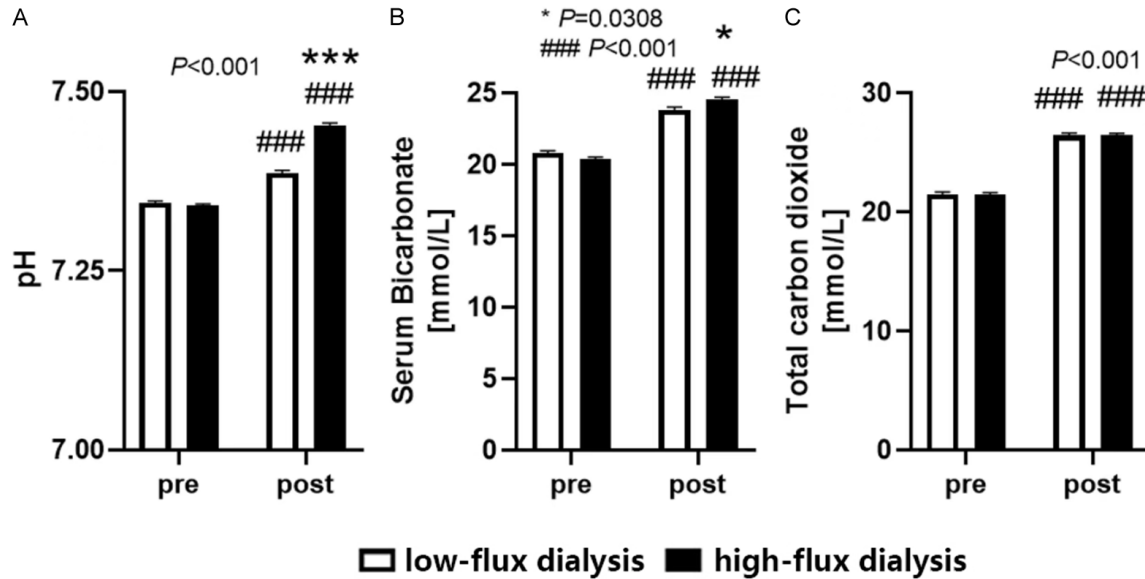 A
P<0.001
***
###
###
7.50
7.25
7.00
pH
pre
post
B
* P=0.0308
### P<0.001
*
###
###
25
20
15
10
5
0
Serum Bicarbonate
[mmol/L]
pre
post
C
P<0.001
###
###
30
20
10
0
Total carbon dioxide
[mmol/L]
pre
post
low-flux dialysis
high-flux dialysis